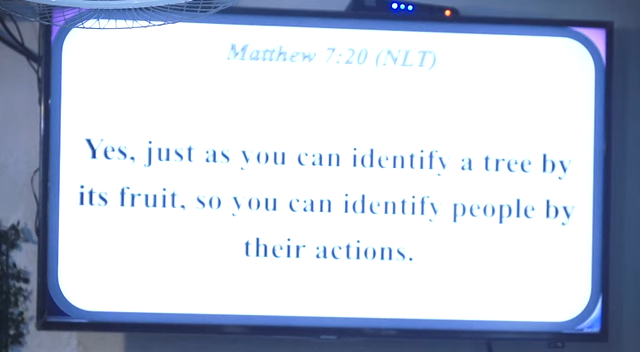 Matthew 7:20 (NLT)
Yes, just as you can identify a tree by
its fruit, so you can identify people by
their actions.